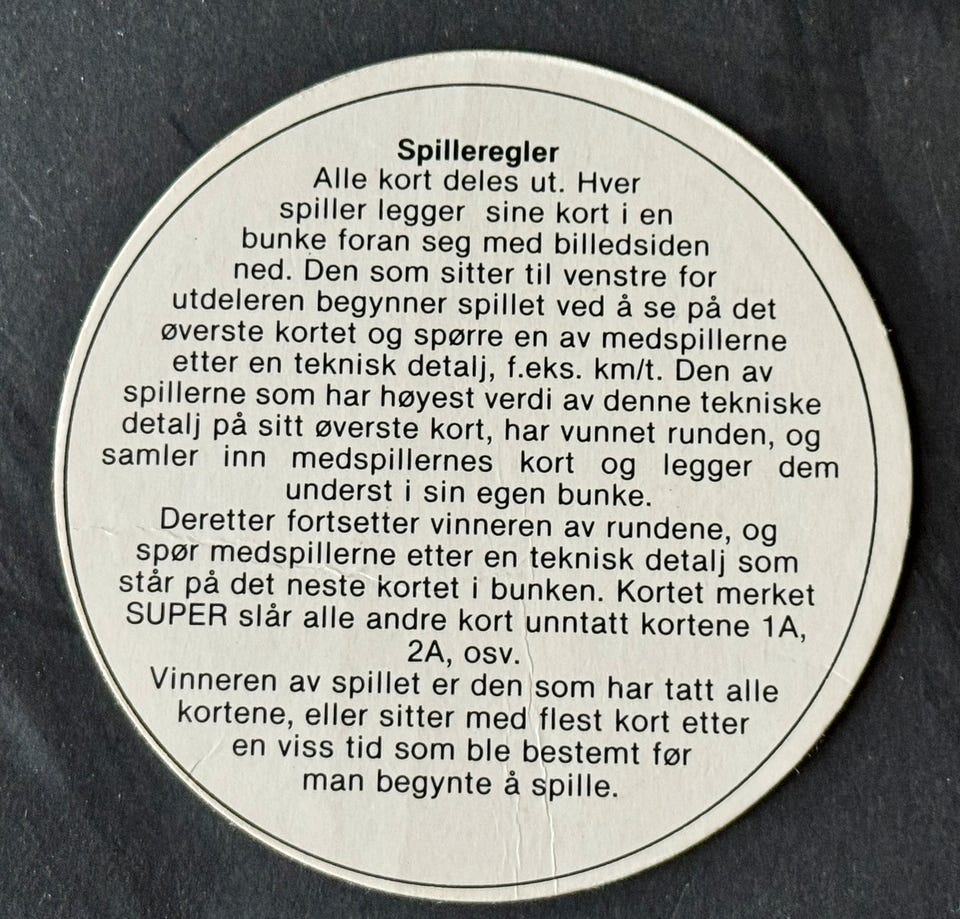 Spilleregler
Alle kort deles ut. Hver
spiller legger sine kort i en
bunke foran seg med billedsiden
ned. Den som sitter til venstre for
utdeleren begynner spillet ved å se på det
øverste kortet og spørre en av medspillerne
etter en teknisk detalj, f.eks. km/t. Den av
spillerne som har høyest verdi av denne tekniske
detalj på sitt øverste kort, har vunnet runden, og
samler inn medspillernes kort og legger dem
underst i sin egen bunke.
Deretter fortsetter vinneren av rundene, og
spør medspillerne etter en teknisk detalj som
står på det neste kortet i bunken. Kortet merket
SUPER slår alle andre kort unntatt kortene 1A,
2A, osv.
Vinneren av spillet er den som har tatt alle
kortene, eller sitter med flest kort etter
en viss tid som ble bestemt før
man begynte å spille.